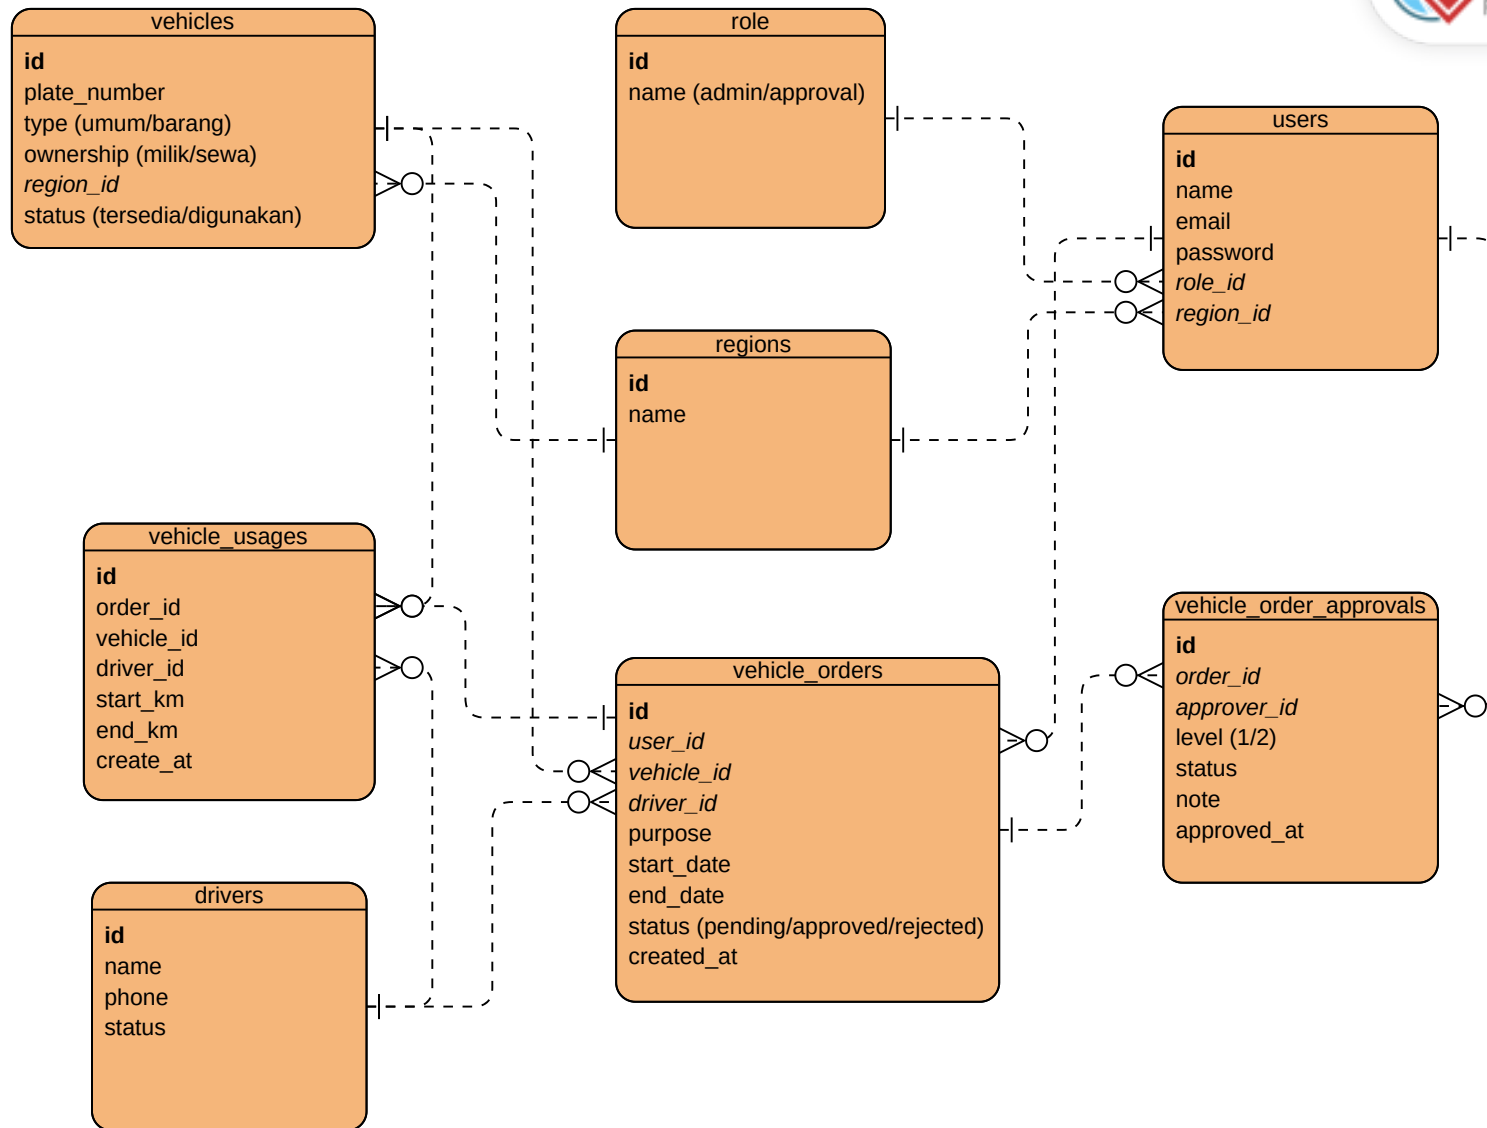 vehicles
id
plate_number
type (umum/barang)
ownership (milik/sewa)
region_id
status (tersedia/digunakan)
role
id
name (admin/approval)
users
id
name
email
password
role_id
region_id
regions
id
name
vehicle_usages
id
order_id
vehicle_id
driver_id
start_km
end_km
create_at
vehicle_orders
id
user_id
vehicle_id
driver_id
purpose
start_date
end_date
status (pending/approved/rejected)
created_at
vehicle_order_approvals
id
order_id
approver_id
level (1/2)
status
note
approved_at
drivers
id
name
phone
status